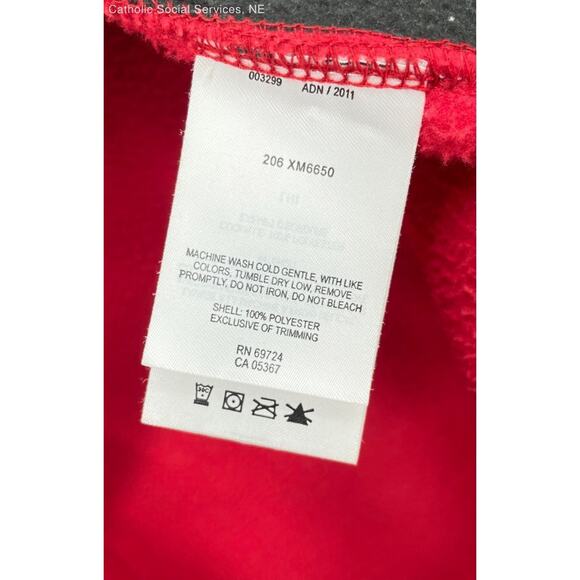 Catholic Social Services, NE
003299 ADN / 2011
206 XM6650
MACHINE WASH COLD GENTLE, WITH LIKE
COLORS, TUMBLE DRY LOW, REMOVE
PROMPTLY, DO NOT IRON, DO NOT BLEACH
SHELL: 100% POLYESTER
EXCLUSIVE OF TRIMMING
RN 69724
CA 05367